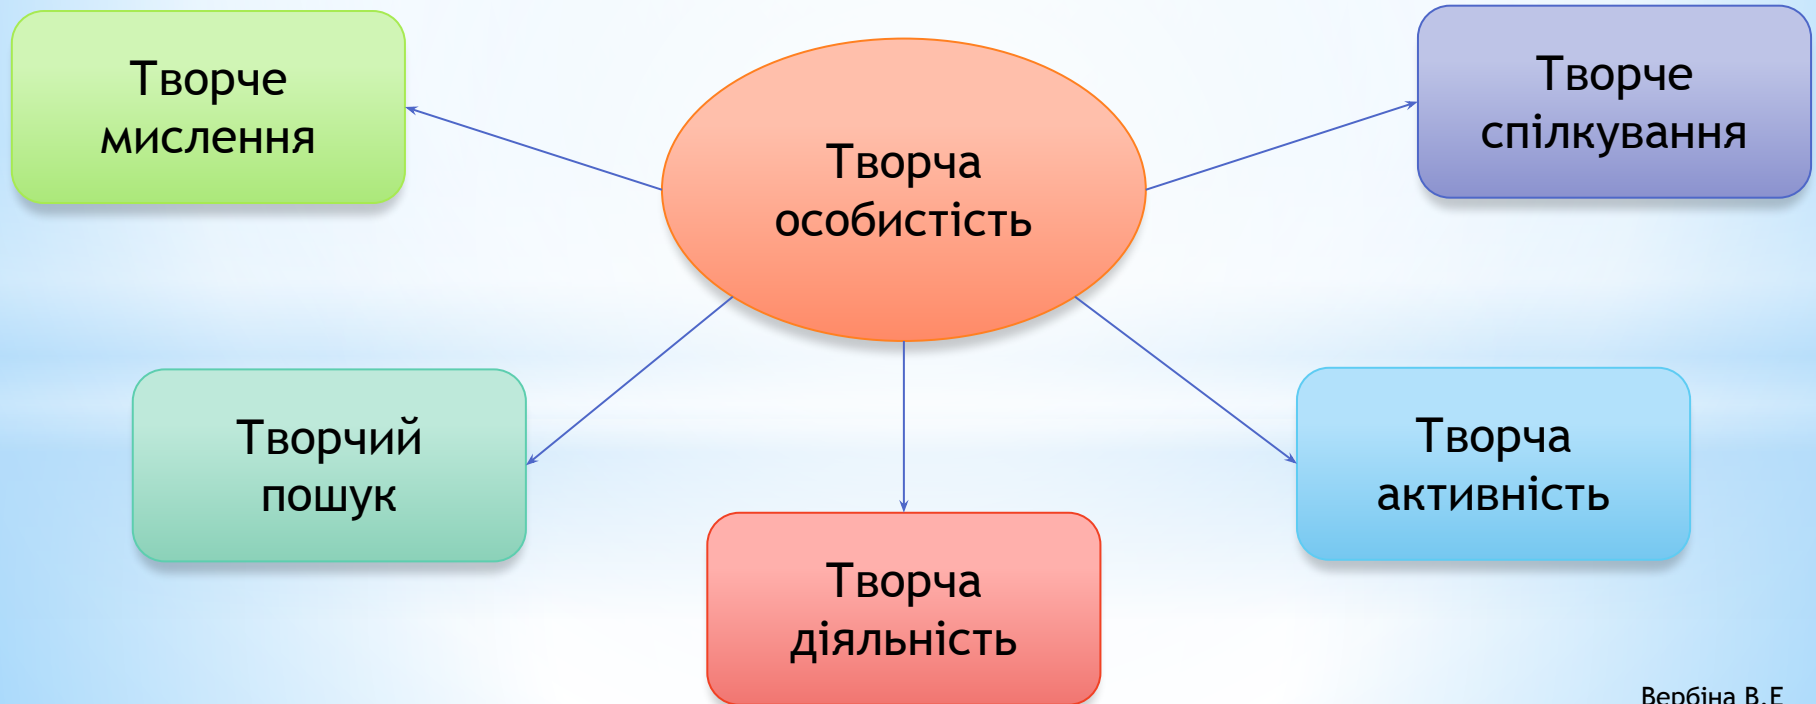 Творче
мислення
Творча
особистість
Творче
спілкування
Творчий
пошук
Творча
діяльність
Творча
активність
Вербіна В.Е